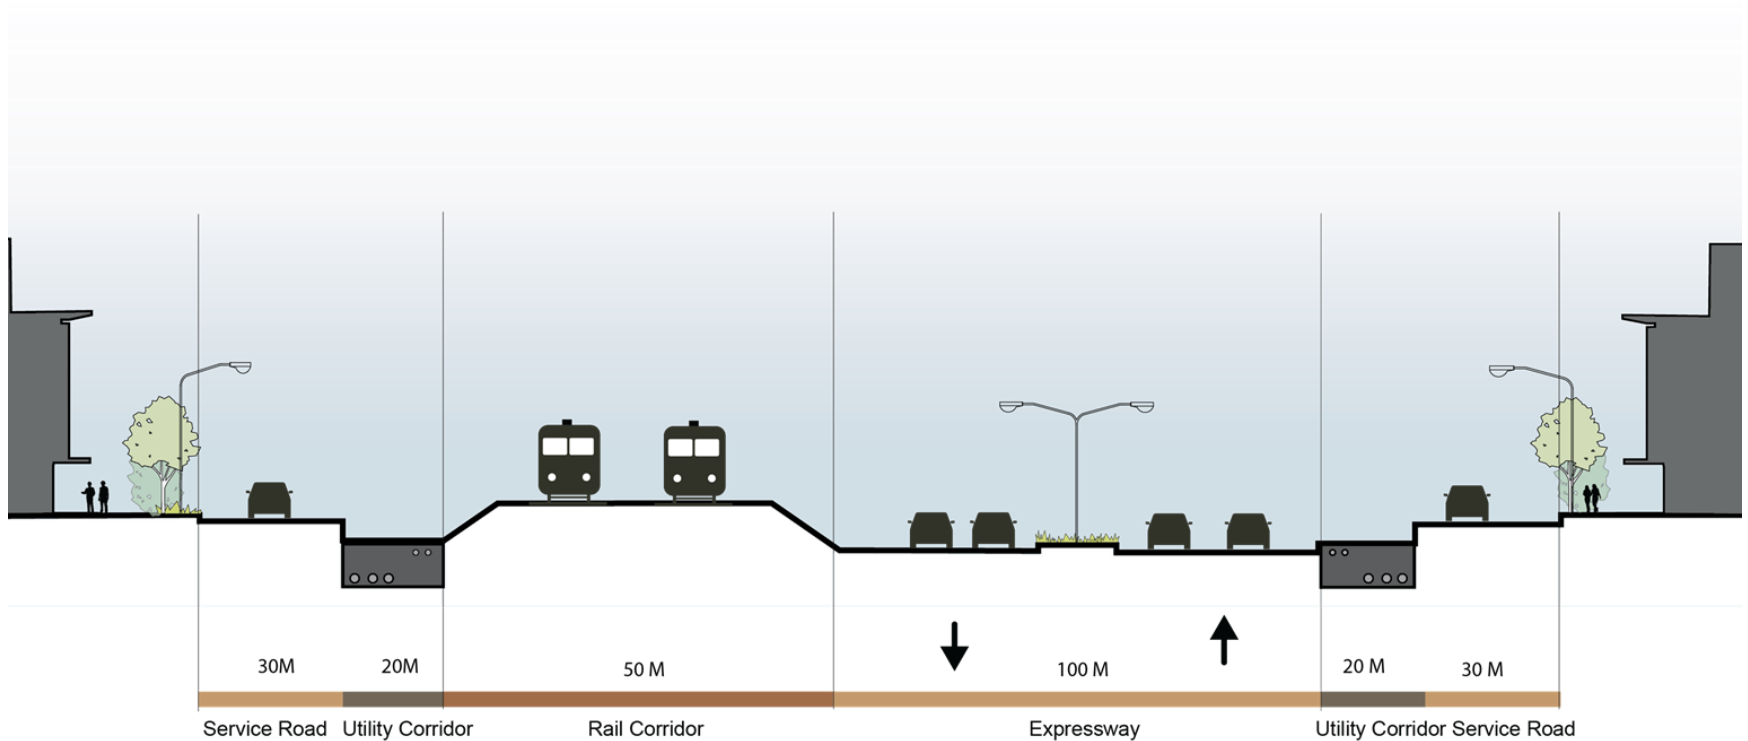 30M 20M 50 M 100 M 20 M 30 M
Service Road Utility Corridor Rail Corridor Expressway Utility Corridor Service Road